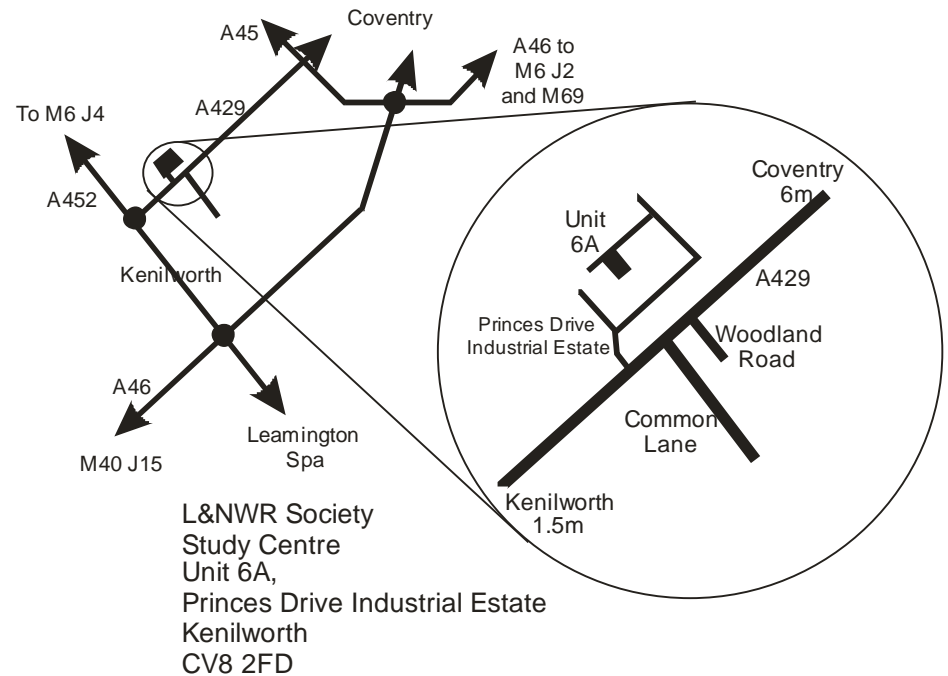 Coventry
A45
A46 to
M6 J2
and M69
A429
To M6 J4
A452
Kenilworth
A46
M40 J15
Leamington
Spa
Coventry
6m
Unit
6A
A429
Princes Drive
Industrial Estate
Woodland
Road
Common
Lane
Kenilworth
1.5m
L&NWR Society
Study Centre
Unit 6A,
Princes Drive Industrial Estate
Kenilworth
CV8 2FD